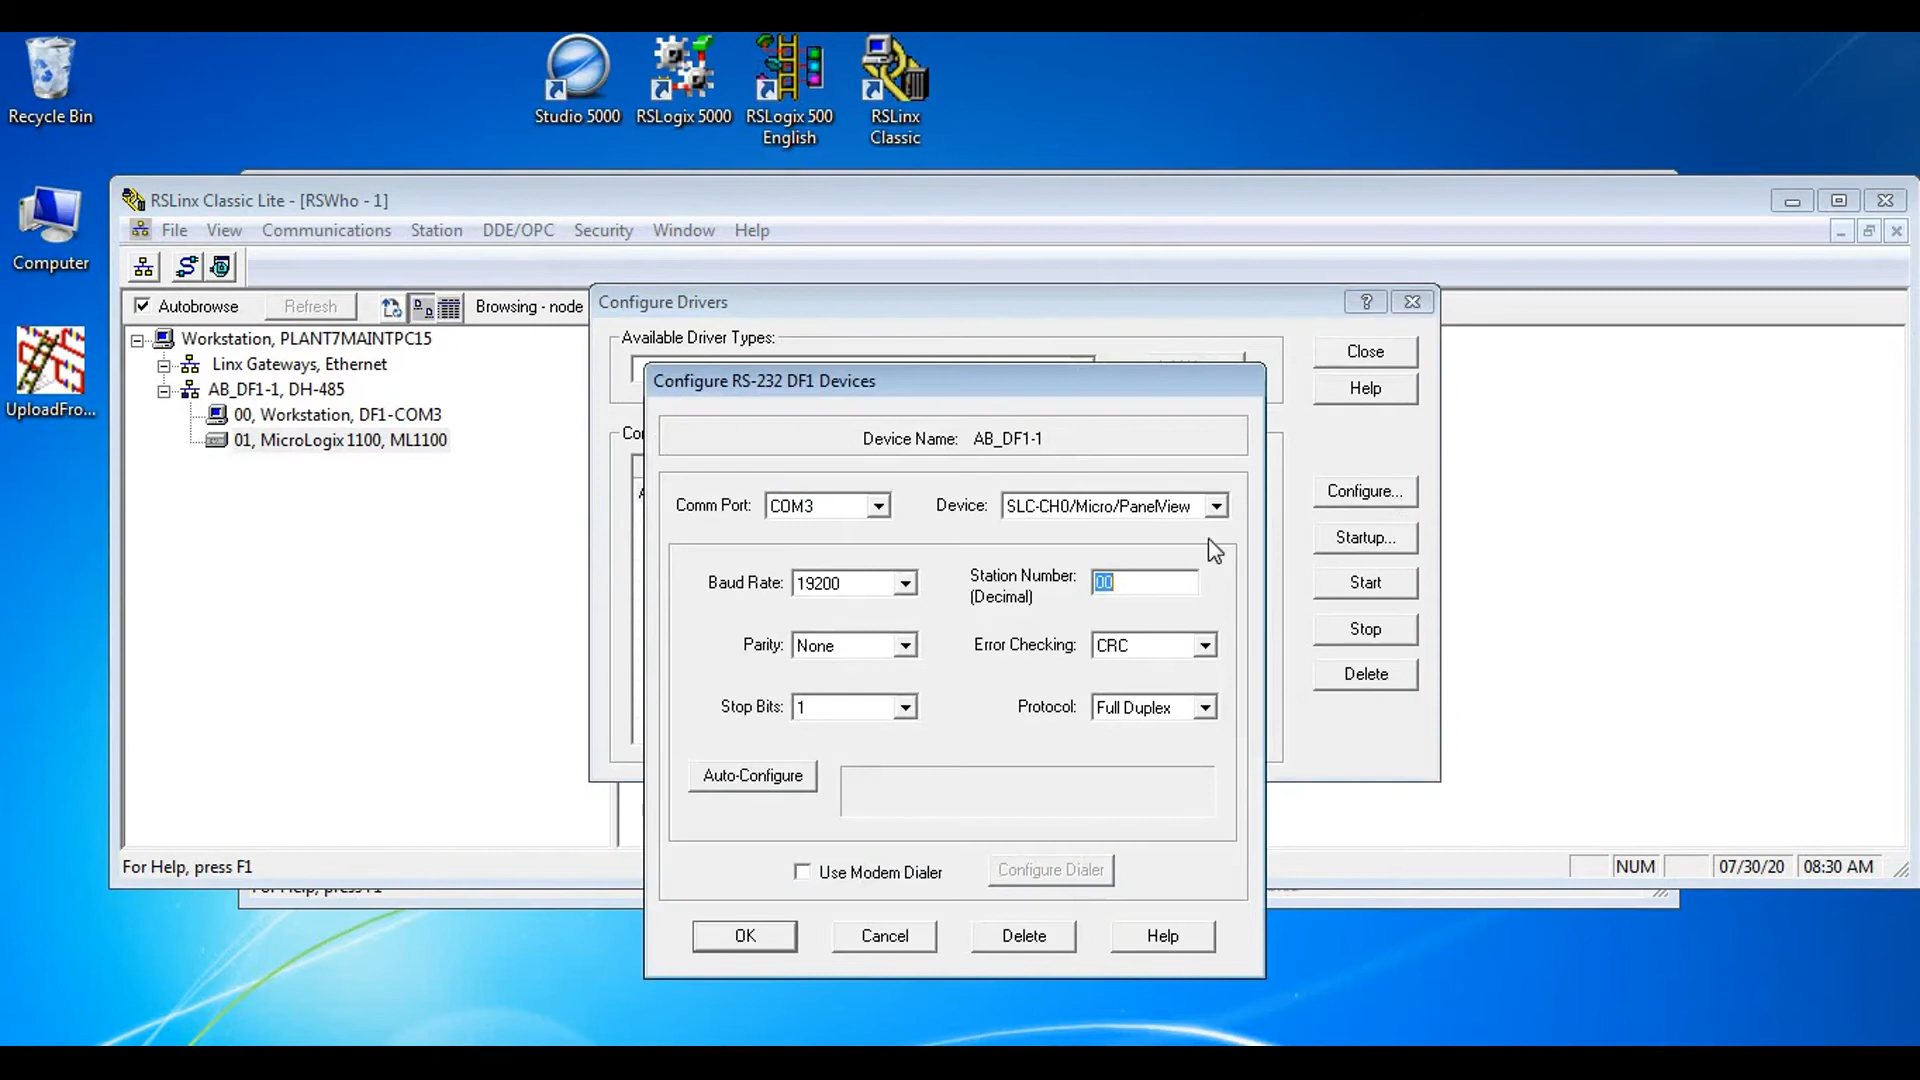 Recycle Bin
Studio 5000
RSLogix 5000
RSLogix 500
English
RSLinx
Classic
Computer
UploadFro...
RSLinx Classic Lite - [RSWho - 1]
File View Communications Station DDE/OPC Security Window Help
Autobrowse Refresh Browsing - node
Workstation, PLANT7MAINTPC15
Linx Gateways, Ethernet
AB_DF1-1, DH-485
00, Workstation, DF1-COM3
01, MicroLogix 1100, ML1100
Configure Drivers
Available Driver Types:
Close
Help
Configure...
Startup...
Start
Stop
Delete
Configure RS-232 DF1 Devices
Device Name: AB_DF1-1
Comm Port: COM3 Device: SLC-CH0/Micro/PanelView
Baud Rate: 19200 Station Number: 00
(Decimal)
Parity: None Error Checking: CRC
Stop Bits: 1 Protocol: Full Duplex
Auto-Configure
Use Modem Dialer Configure Dialer
OK Cancel Delete Help
For Help, press F1 NUM 07/30/20 08:30 AM